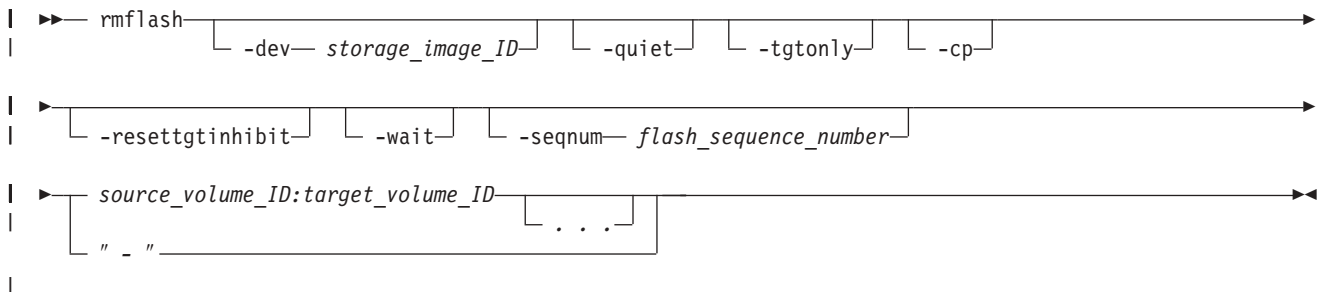 rmflash -dev storage_image_ID -quiet -tgtonly -cp
-resettgtinhibit -wait -seqnum flash_sequence_number
source_volume_ID:target_volume_ID . . .
" - "